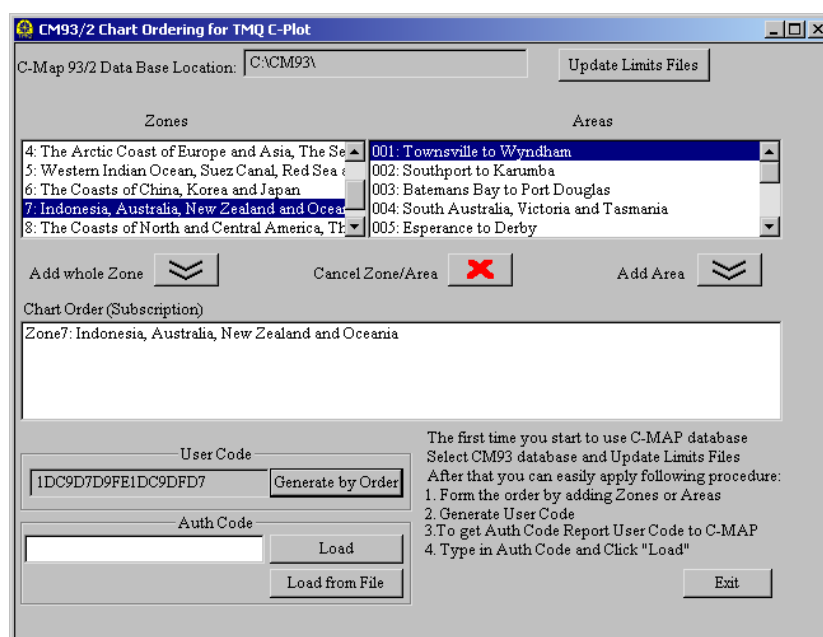 CM93/2 Chart Ordering for TMQ C-Plot
C-Map 93/2 Data Base Location: C:\CM93\ Update Limits Files
Zones Areas
4: The Arctic Coast of Europe and Asia, The Se
5: Western Indian Ocean, Suez Canal, Red Sea
6: The Coasts of China, Korea and Japan
7: Indonesia, Australia, New Zealand and Ocea
8: The Coasts of North and Central America, Th
001: Townsville to Wyndham
002: Southport to Karumba
003: Batemans Bay to Port Douglas
004: South Australia, Victoria and Tasmania
005: Esperance to Derby
Add whole Zone Cancel Zone/Area Add Area
Chart Order (Subscription)
Zone7: Indonesia, Australia, New Zealand and Oceania
User Code
1DC9D7D9FE1DC9DFD7 Generate by Order
Auth Code
Load
Load from File
The first time you start to use C-MAP database
Select CM93 database and Update Limits Files
After that you can easily apply following procedure:
1. Form the order by adding Zones or Areas
2. Generate User Code
3.To get Auth Code Report User Code to C-MAP
4. Type in Auth Code and Click "Load"
Exit